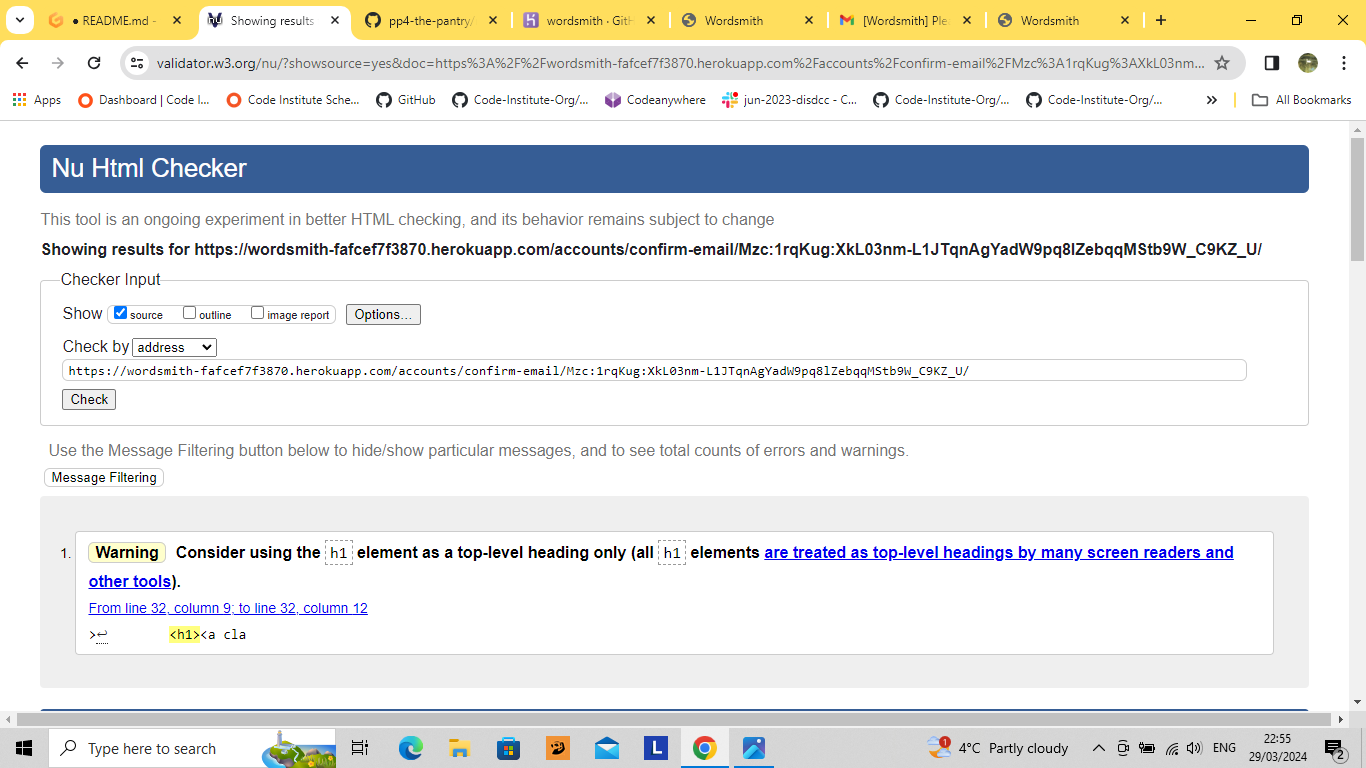 ● README.md -
Showing results
pp4-the-pantry/
wordsmith · GitH
Wordsmith
[Wordsmith] Ple
Wordsmith
validator.w3.org/nu/?showsource=yes&doc=https%3A%2F%2Fwordsmith-fafcef7f3870.herokuapp.com%2Faccounts%2Fconfirm-email%2FMzc%3A1rqKug%3AXkL03nm...
Apps
Dashboard | Code I...
Code Institute Sche...
GitHub
Code-Institute-Org/...
Codeanywhere
jun-2023-disdcc - C...
Code-Institute-Org/...
Code-Institute-Org/...
»
All Bookmarks
Nu Html Checker
This tool is an ongoing experiment in better HTML checking, and its behavior remains subject to change
Showing results for https://wordsmith-fafcef7f3870.herokuapp.com/accounts/confirm-email/Mzc:1rqKug:XkL03nm-L1JTqnAgYadW9pq8lZebqqMStb9W_C9KZ_U/
Checker Input
Show source outline image report Options...
Check by address
https://wordsmith-fafcef7f3870.herokuapp.com/accounts/confirm-email/Mzc:1rqKug:XkL03nm-L1JTqnAgYadW9pq8lZebqqMStb9W_C9KZ_U/
Check
Use the Message Filtering button below to hide/show particular messages, and to see total counts of errors and warnings.
Message Filtering
1. Warning Consider using the h1 element as a top-level heading only (all h1 elements are treated as top-level headings by many screen readers and
other tools).
From line 32, column 9; to line 32, column 12
>↩ <h1><a cla
Type here to search
L
1
4°C Partly cloudy
ENG
22:55
29/03/2024
2